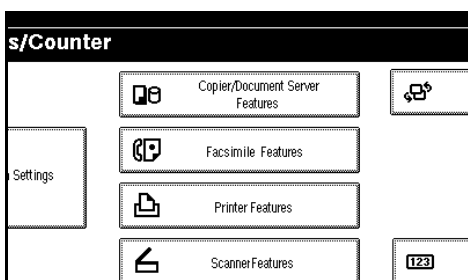 s/Counter
Copier/Document Server
Features
Facsimile Features
Settings
Printer Features
Scanner Features
123